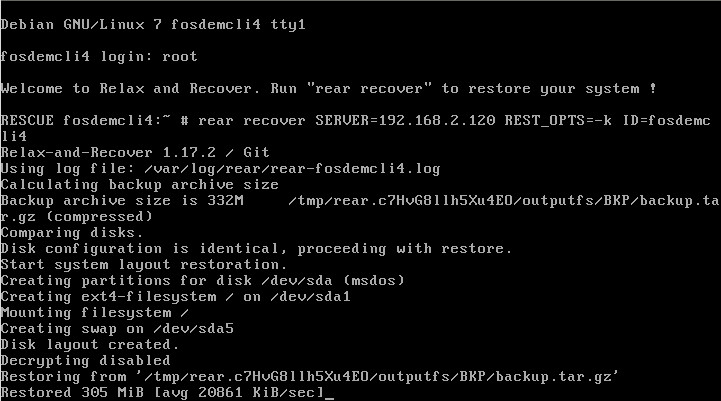 Debian GNU/Linux 7 fosdemcli4 tty1
fosdemcli4 login: root
Welcome to Relax and Recover. Run "rear recover" to restore your system !
RESCUE fosdemcli4:~ # rear recover SERVER=192.168.2.120 REST_OPTS=-k ID=fosdemc
li4
Relax-and-Recover 1.17.2 / Git
Using log file: /var/log/rear/rear-fosdemcli4.log
Calculating backup archive size
Backup archive size is 332M     /tmp/rear.c7HvG8llh5Xu4EO/outputfs/BKP/backup.ta
r.gz (compressed)
Comparing disks.
Disk configuration is identical, proceeding with restore.
Start system layout restoration.
Creating partitions for disk /dev/sda (msdos)
Creating ext4-filesystem / on /dev/sda1
Mounting filesystem /
Creating swap on /dev/sda5
Disk layout created.
Decrypting disabled
Restoring from '/tmp/rear.c7HvG8llh5Xu4EO/outputfs/BKP/backup.tar.gz'
Restored 305 MiB [avg 20861 KiB/sec]_